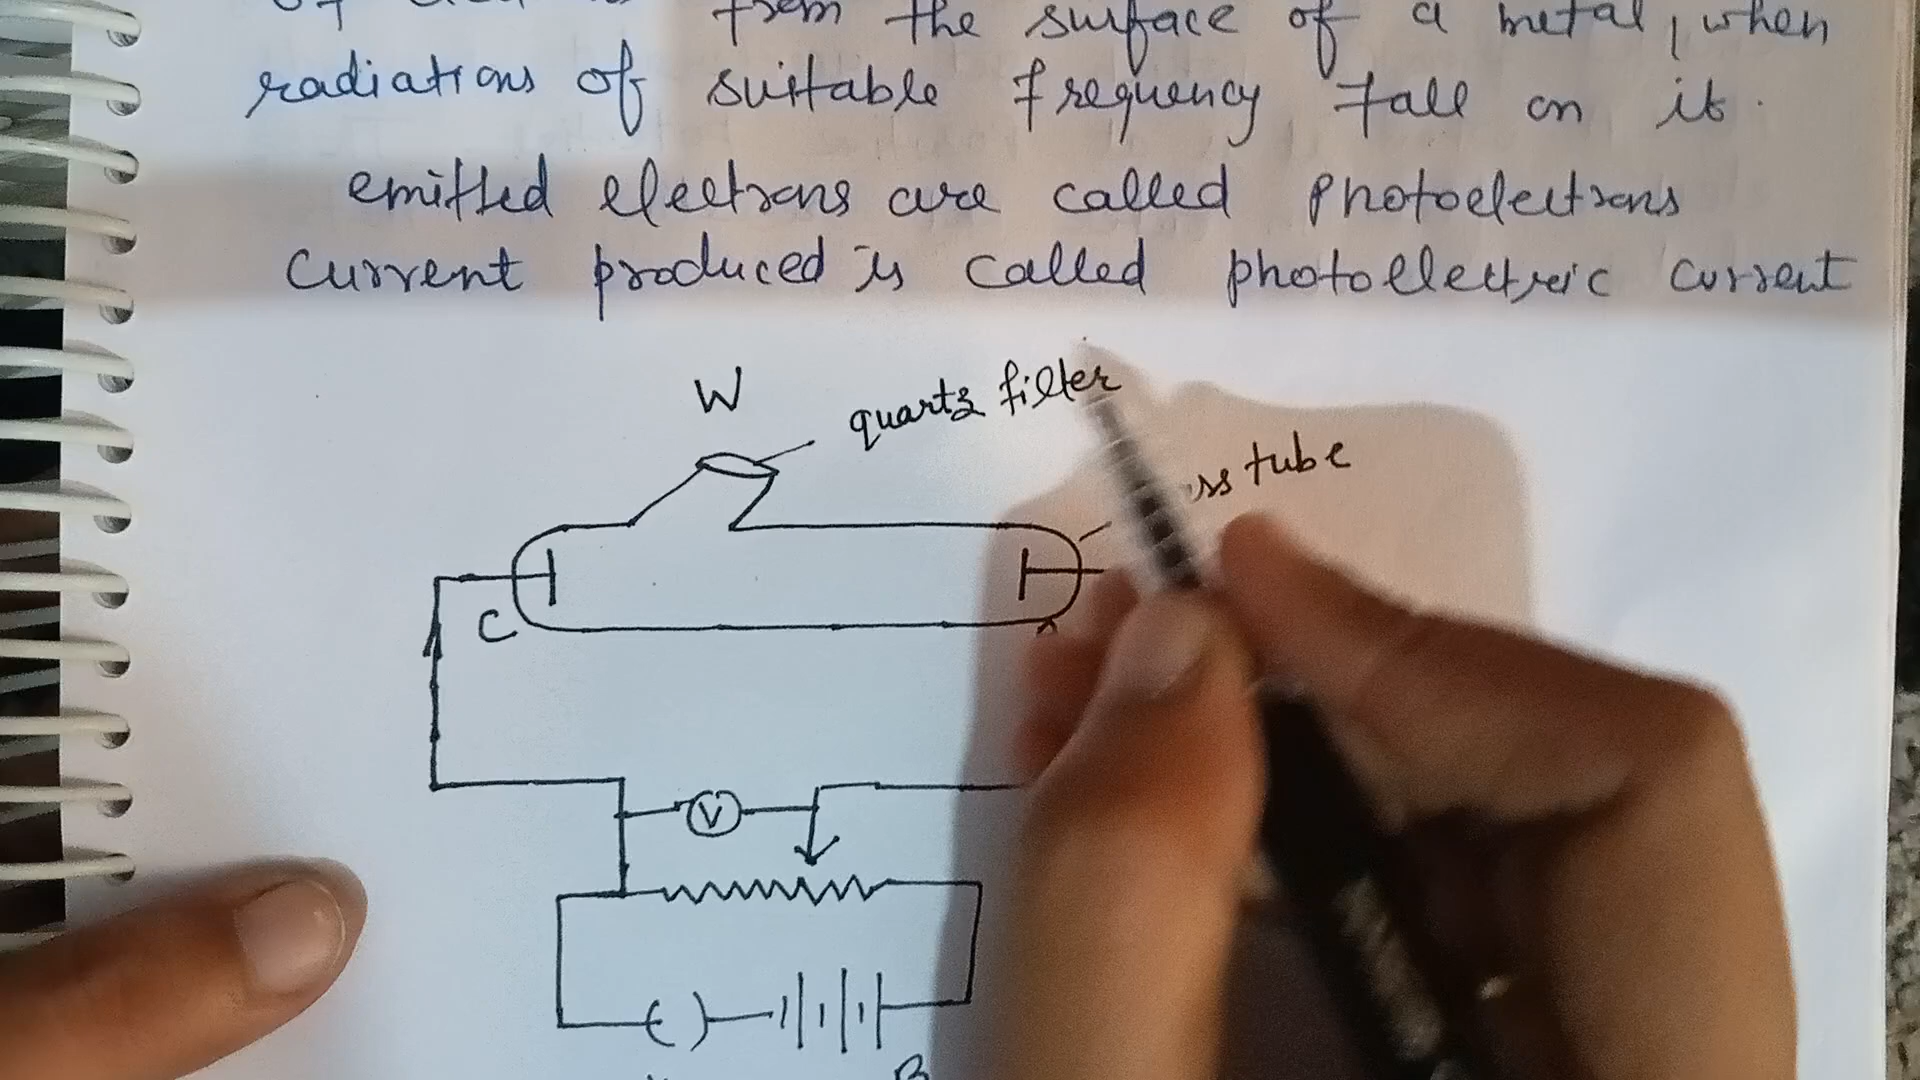 from the surface of a metal, when
radiations of suitable frequency fall on it.
emitted electrons are called photoelectrons
Current produced is called photoelectric current
W
quartz filter
tube
C
V
B